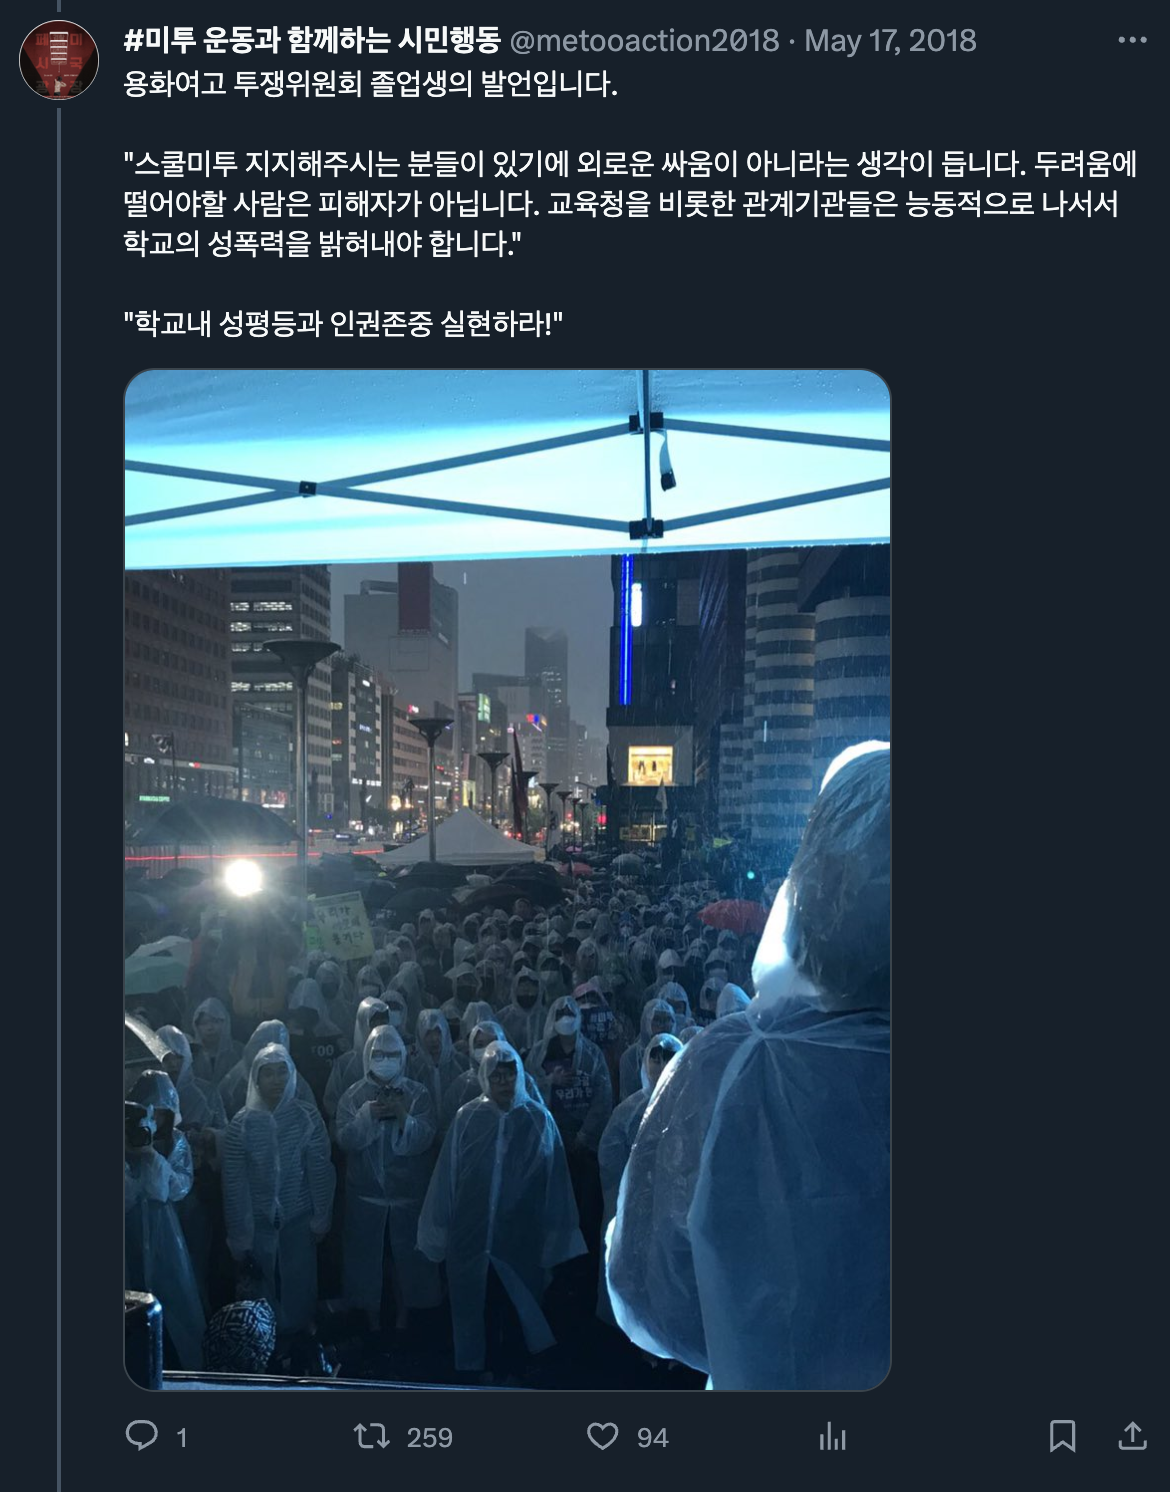 #미투 운동과 함께하는 시민행동 @metooaction2018 · May 17, 2018
용화여고 투쟁위원회 졸업생의 발언입니다.
"스쿨미투 지지해주시는 분들이 있기에 외로운 싸움이 아니라는 생각이 듭니다. 두려움에
떨어야할 사람은 피해자가 아닙니다. 교육청을 비롯한 관계기관들은 능동적으로 나서서
학교의 성폭력을 밝혀내야 합니다."
"학교내 성평등과 인권존중 실현하라!"
1 259 94